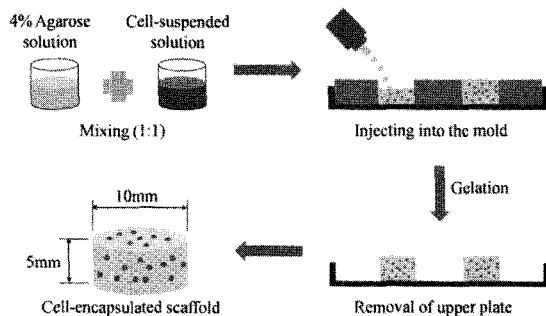 4% Agarose
solution
Cell-suspended
solution
Mixing (1:1)
Injecting into the mold
Gelation
10mm
5mm
Cell-encapsulated scaffold
Removal of upper plate